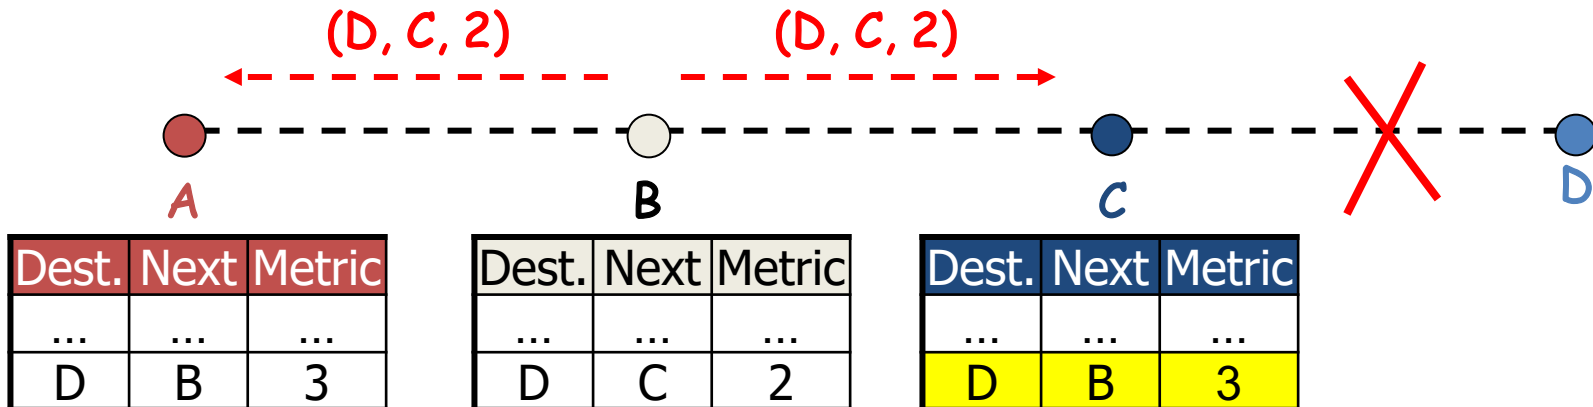 (D, C, 2) (D, C, 2)
A B C D
Dest. Next Metric Dest. Next Metric Dest. Next Metric
... ... ... ... ... ... ... ... ...
D B 3 D C 2 D B 3